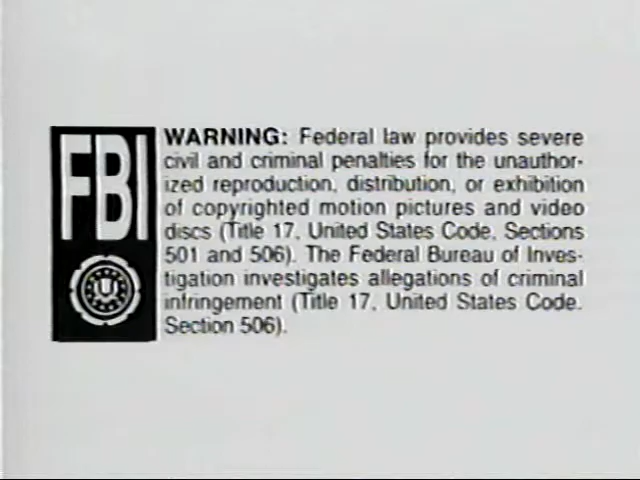 FBI
WARNING: Federal law provides severe
civil and criminal penalties for the unauthor-
ized reproduction, distribution, or exhibition
of copyrighted motion pictures and video
discs (Title 17, United States Code, Sections
501 and 506). The Federal Bureau of Inves-
tigation investigates allegations of criminal
infringement (Title 17, United States Code,
Section 506).